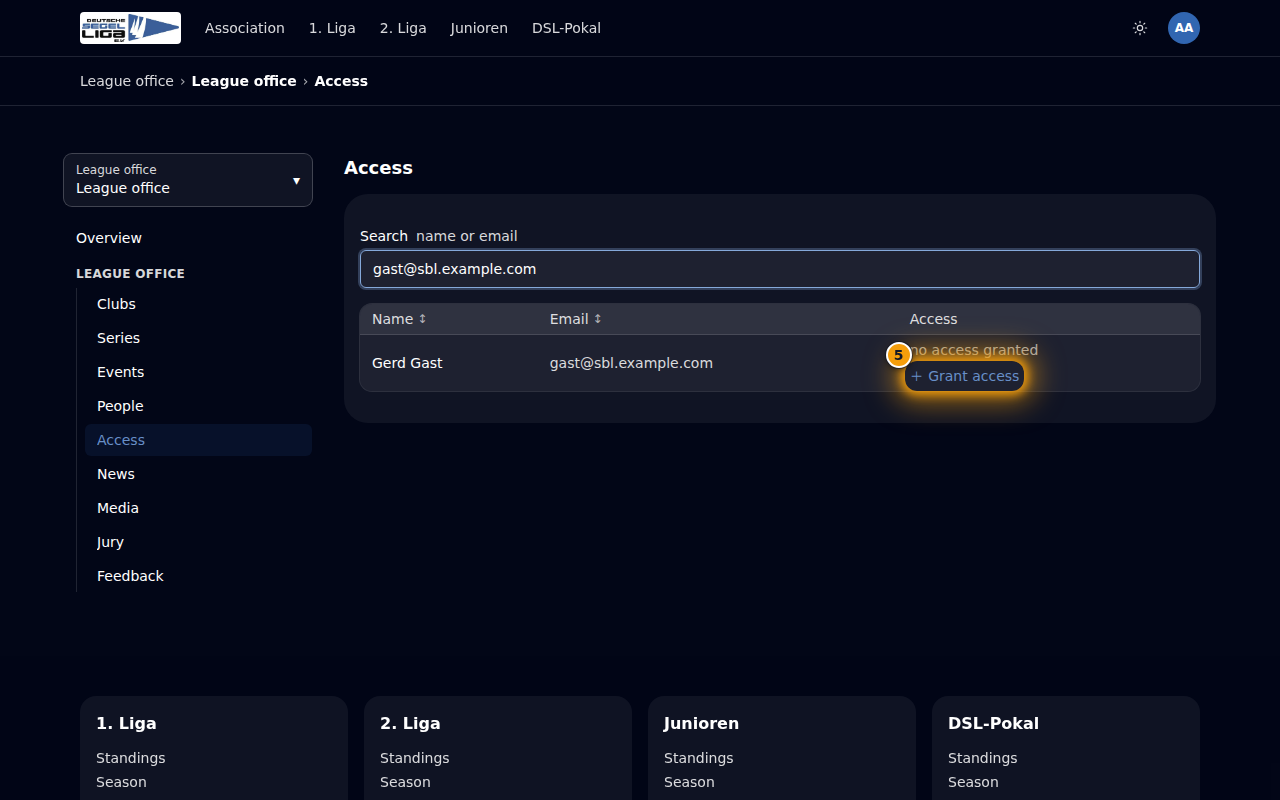 DEUTSCHE
SEGEL
LIGA
e.V
Association
1. Liga
2. Liga
Junioren
DSL-Pokal
AA
League office › League office › Access
League office
League office
Overview
LEAGUE OFFICE
Clubs
Series
Events
People
Access
News
Media
Jury
Feedback
Access
Search name or email
gast@sbl.example.com
Name ↕ Email ↕ Access
Gerd Gast gast@sbl.example.com no access granted
5
+ Grant access
1. Liga
Standings
Season
2. Liga
Standings
Season
Junioren
Standings
Season
DSL-Pokal
Standings
Season